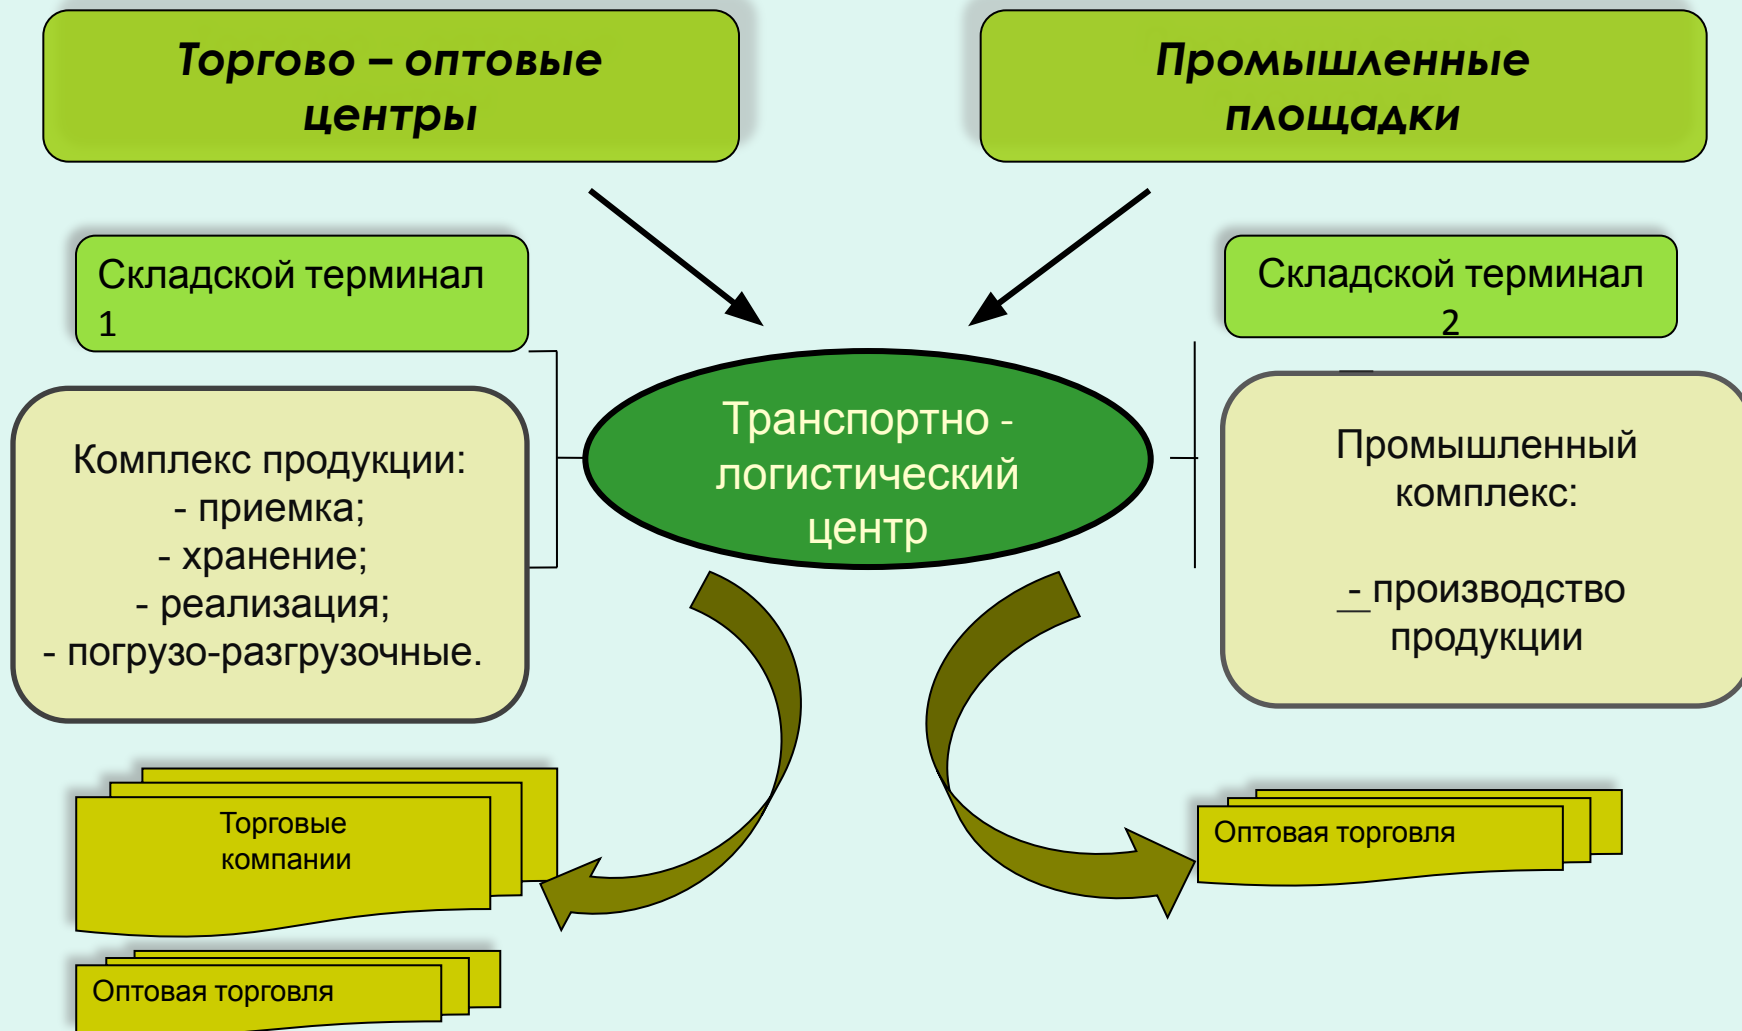 Торгово – оптовые
центры
Промышленные
площадки
Складской терминал
1
Складской терминал
2
Комплекс продукции:
- приемка;
- хранение;
- реализация;
- погрузо-разгрузочные.
Транспортно -
логистический
центр
Промышленный
комплекс:
- производство
продукции
Торговые
компании
Оптовая торговля
Оптовая торговля